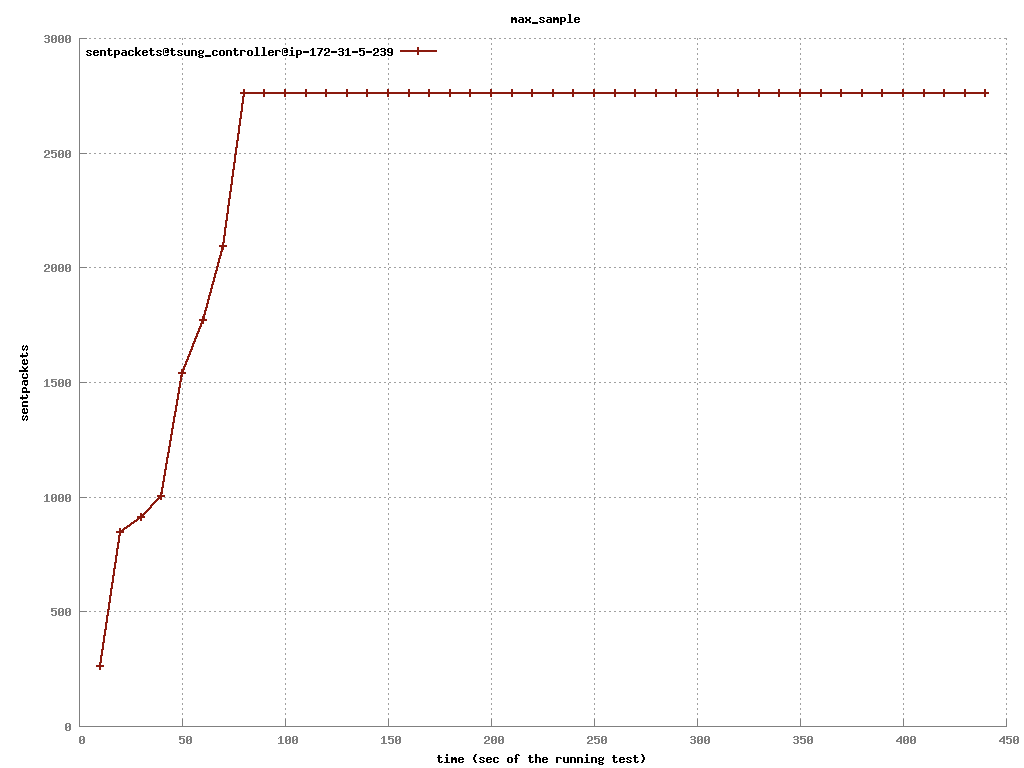 max_sample
sentpackets@tsung_controller@ip-172-31-5-239
3000
2500
2000
1500
1000
500
0
sentpackets
0 50 100 150 200 250 300 350 400 450
time (sec of the running test)